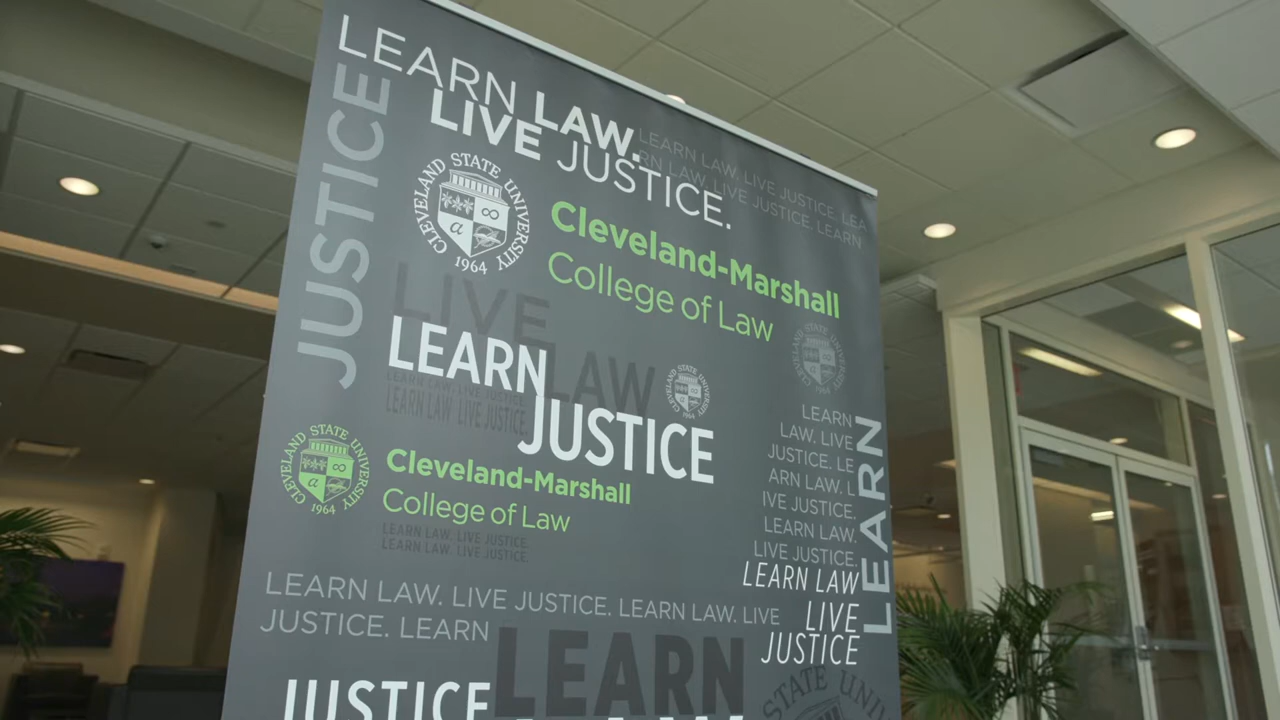 LEARN LAW.
LIVE JUSTICE.
JUSTICE
LEARN LAW. LIVE JUSTICE. LEA
RN LAW. LIVE JUSTICE. LEARN
CLEVELAND STATE UNIVERSITY
1964
Cleveland-Marshall
College of Law
LIVE
LAW
LEARN
JUSTICE
LEARN LAW. LIVE JUSTICE.
LEARN LAW. LIVE JUSTICE.
CLEVELAND STATE UNIVERSITY
1964
Cleveland-Marshall
College of Law
LEARN LAW. LIVE JUSTICE.
LEARN LAW. LIVE JUSTICE.
LEARN
LAW. LIVE
JUSTICE. LE
ARN LAW. L
IVE JUSTICE.
LEARN LAW.
LIVE JUSTICE.
LEARN LAW
LIVE
JUSTICE
LEARN
LEARN LAW. LIVE JUSTICE. LEARN LAW. LIVE
JUSTICE. LEARN
LEARN
JUSTICE
STATE UNIV